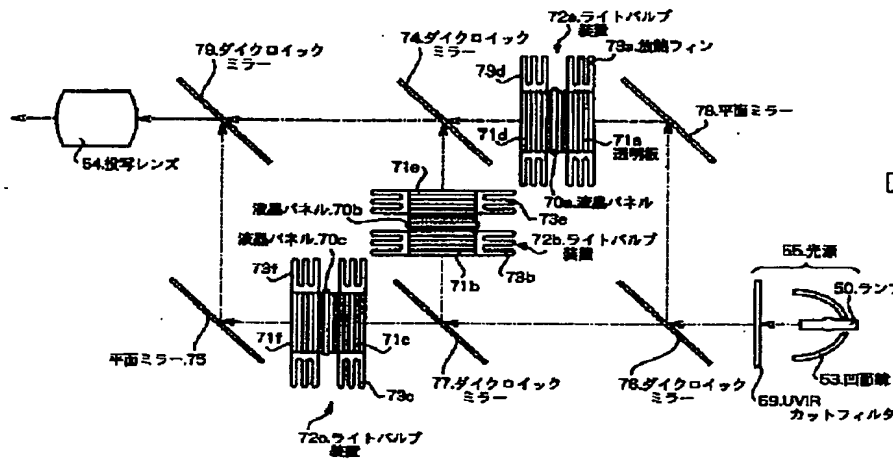 72a.ライトバルブ
装置
73a.放熱フィン
79.ダイクロイック
ミラー
74.ダイクロイック
ミラー
73d
78.平面ミラー
54.投写レンズ
71d
71a
透明板
71e
70a.液晶パネル
液晶パネル.70b
73e
液晶パネル.70c
72b.ライトバルブ
装置
55.光源
73f
73b
50.ランプ
71b
71f
71c
平面ミラー.75
77.ダイクロイック
ミラー
76.ダイクロイック
ミラー
53.凹面鏡
73c
59.UVIR
カットフィルタ
72c.ライトバルブ
装置